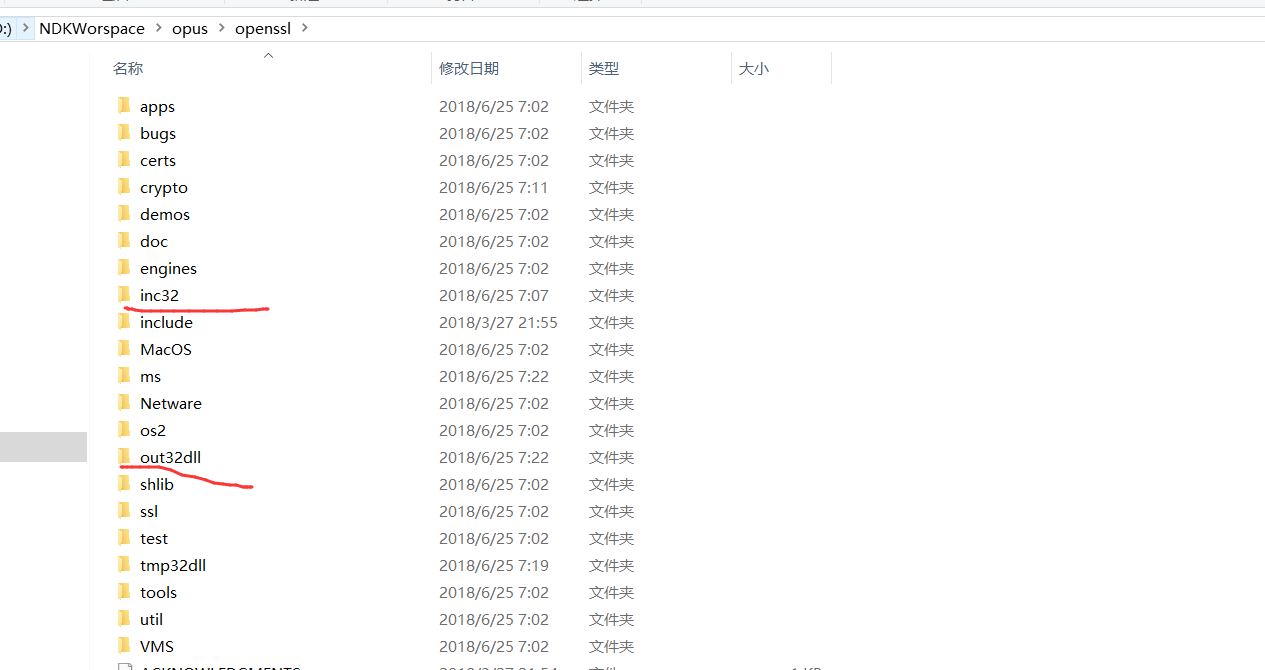 :) > NDKWorspace > opus > openssl >
名称 修改日期 类型 大小
apps 2018/6/25 7:02 文件夹
bugs 2018/6/25 7:02 文件夹
certs 2018/6/25 7:02 文件夹
crypto 2018/6/25 7:11 文件夹
demos 2018/6/25 7:02 文件夹
doc 2018/6/25 7:02 文件夹
engines 2018/6/25 7:02 文件夹
inc32 2018/6/25 7:07 文件夹
include 2018/3/27 21:55 文件夹
MacOS 2018/6/25 7:02 文件夹
ms 2018/6/25 7:22 文件夹
Netware 2018/6/25 7:02 文件夹
os2 2018/6/25 7:02 文件夹
out32dll 2018/6/25 7:22 文件夹
shlib 2018/6/25 7:02 文件夹
ssl 2018/6/25 7:02 文件夹
test 2018/6/25 7:02 文件夹
tmp32dll 2018/6/25 7:19 文件夹
tools 2018/6/25 7:02 文件夹
util 2018/6/25 7:02 文件夹
VMS 2018/6/25 7:02 文件夹
ACKNOWLEDGMENTS 2018/3/27 21:54 文件 1 KB